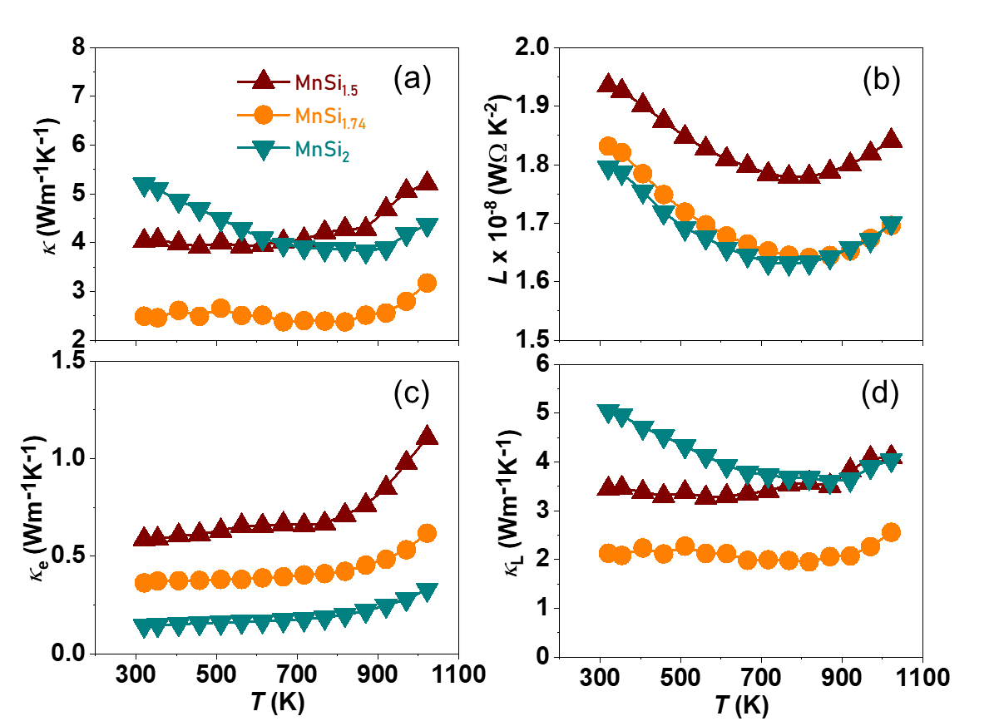 (a)
κ (Wm⁻¹K⁻¹)
8
7
6
5
4
3
2
MnSi₁.₅
MnSi₁.₇₄
MnSi₂
(b)
L x 10⁻⁸ (WΩ K⁻²)
2.0
1.9
1.8
1.7
1.6
1.5
(c)
κₑ (Wm⁻¹K⁻¹)
1.5
1.0
0.5
0.0
300 500 700 900 1100
T (K)
(d)
κL (Wm⁻¹K⁻¹)
6
5
4
3
2
1
0
300 500 700 900 1100
T (K)